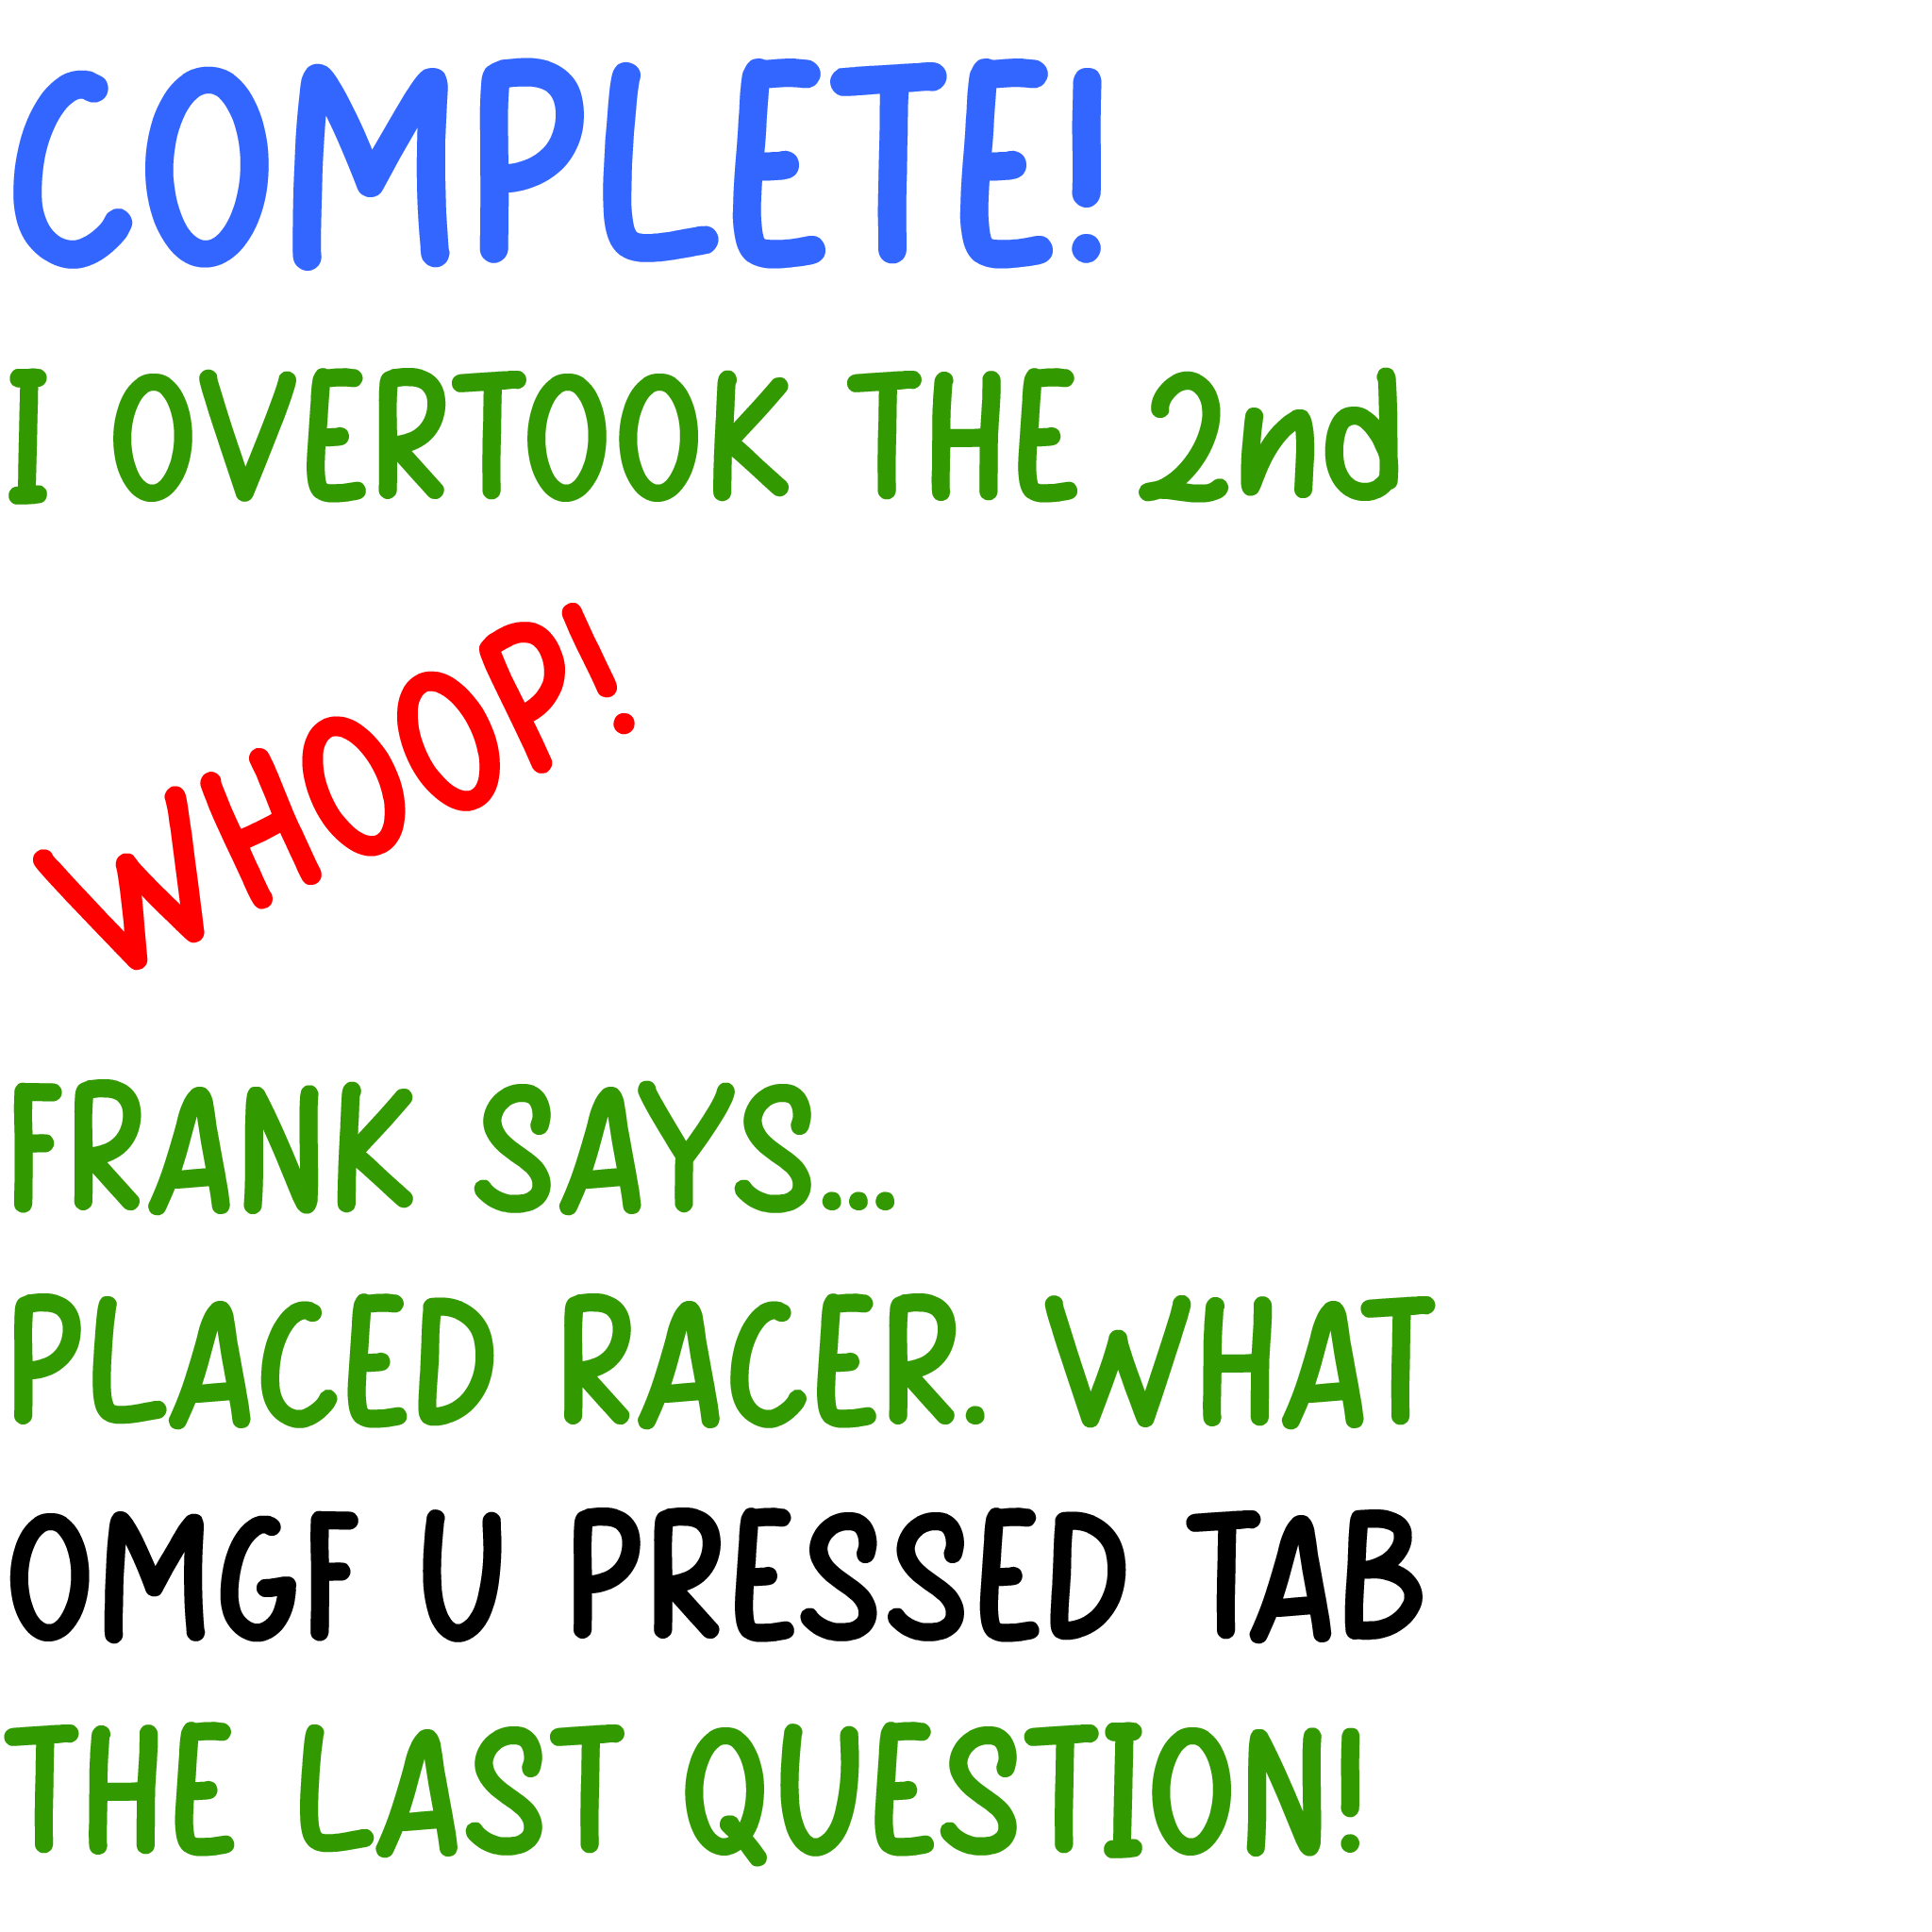 COMPLETE!
I OVERTOOK THE 2nd
WHOOP!
FRANK SAYS...
PLACED RACER. WHAT
OMGF U PRESSED TAB
THE LAST QUESTION!